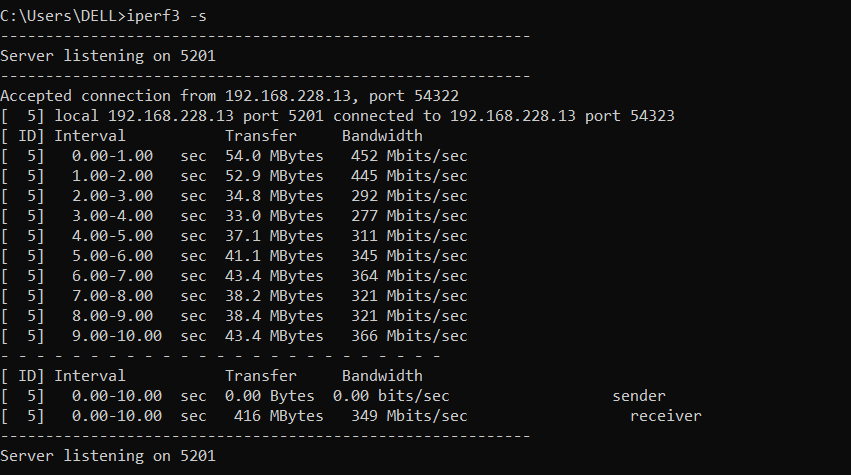 C:\Users\DELL>iperf3 -s
-----------------------------------------------------------
Server listening on 5201
-----------------------------------------------------------
Accepted connection from 192.168.228.13, port 54322
[  5] local 192.168.228.13 port 5201 connected to 192.168.228.13 port 54323
[ ID] Interval           Transfer     Bandwidth
[  5]   0.00-1.00   sec  54.0 MBytes   452 Mbits/sec
[  5]   1.00-2.00   sec  52.9 MBytes   445 Mbits/sec
[  5]   2.00-3.00   sec  34.8 MBytes   292 Mbits/sec
[  5]   3.00-4.00   sec  33.0 MBytes   277 Mbits/sec
[  5]   4.00-5.00   sec  37.1 MBytes   311 Mbits/sec
[  5]   5.00-6.00   sec  41.1 MBytes   345 Mbits/sec
[  5]   6.00-7.00   sec  43.4 MBytes   364 Mbits/sec
[  5]   7.00-8.00   sec  38.2 MBytes   321 Mbits/sec
[  5]   8.00-9.00   sec  38.4 MBytes   321 Mbits/sec
[  5]   9.00-10.00  sec  43.4 MBytes   366 Mbits/sec
- - - - - - - - - - - - - - - - - - - - - - - - -
[ ID] Interval           Transfer     Bandwidth
[  5]   0.00-10.00  sec  0.00 Bytes  0.00 bits/sec                  sender
[  5]   0.00-10.00  sec   416 MBytes   349 Mbits/sec                  receiver
-----------------------------------------------------------
Server listening on 5201